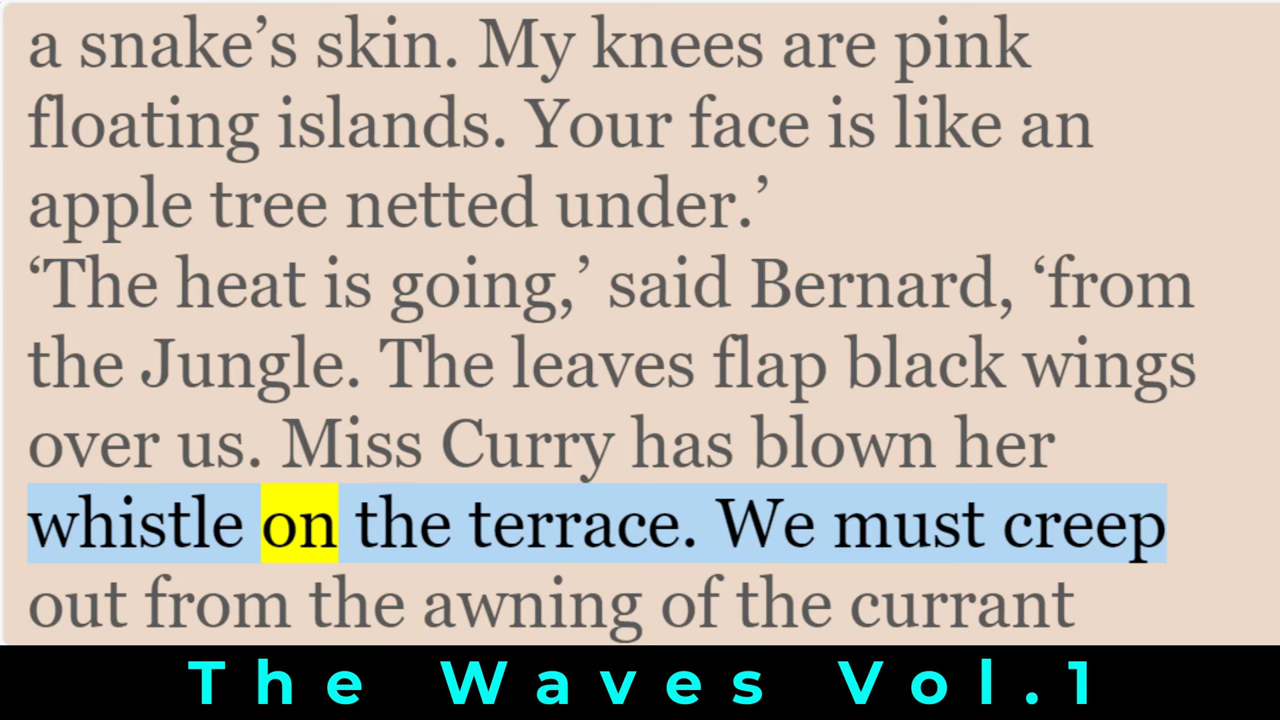 a snake’s skin. My knees are pink
floating islands. Your face is like an
apple tree netted under.’
‘The heat is going,’ said Bernard, ‘from
the Jungle. The leaves flap black wings
over us. Miss Curry has blown her
whistle on the terrace. We must creep
out from the awning of the currant
The Waves Vol.1